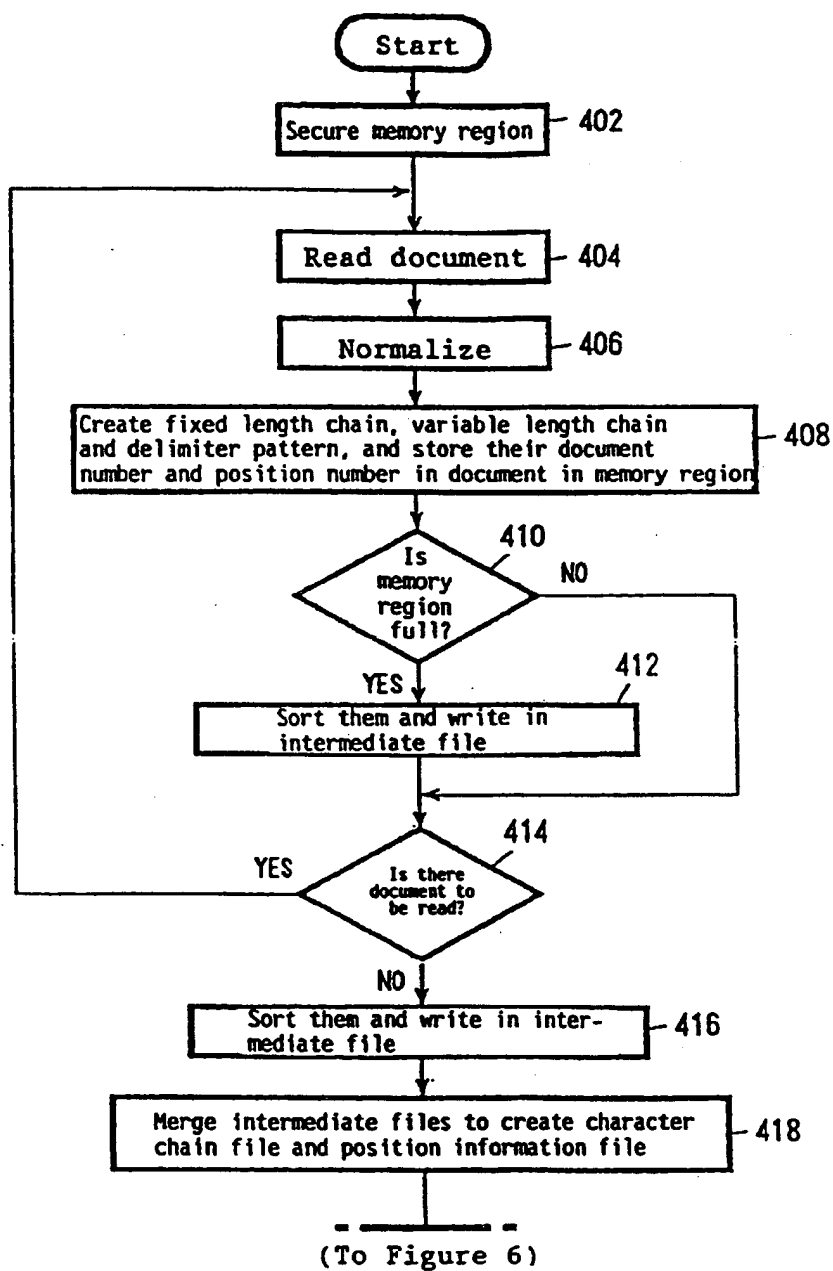 Start
Secure memory region
402
Read document
404
Normalize
406
Create fixed length chain, variable length chain
and delimiter pattern, and store their document
number and position number in document in memory region
408
410
Is
memory
region
full?
NO
YES
412
Sort them and write in
intermediate file
414
YES
Is there
document to
be read?
NO
Sort them and write in inter-
mediate file
416
Merge intermediate files to create character
chain file and position information file
418
(To Figure 6)